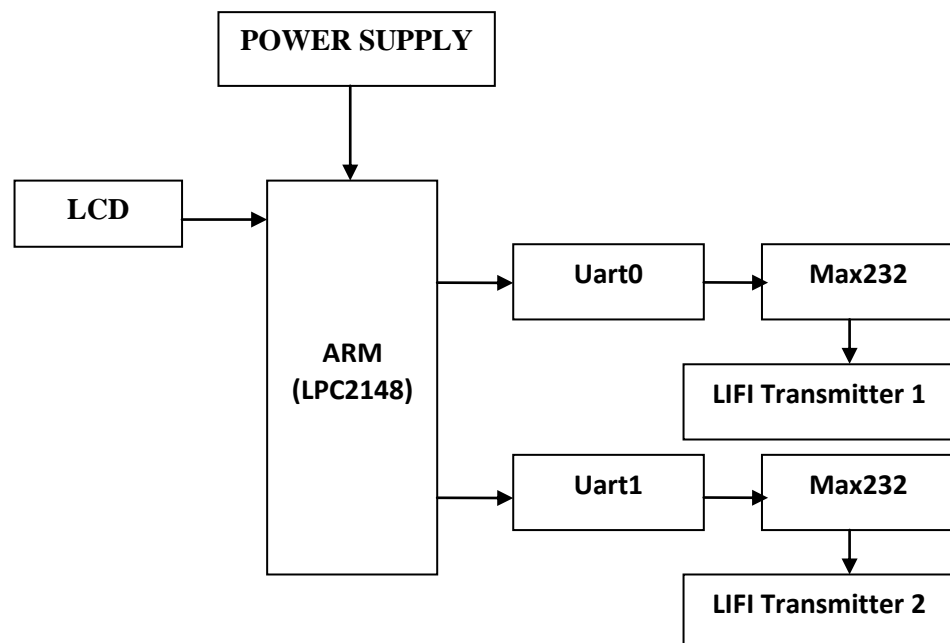 POWER SUPPLY
LCD
ARM
(LPC2148)
Uart0
Max232
LIFI Transmitter 1
Uart1
Max232
LIFI Transmitter 2